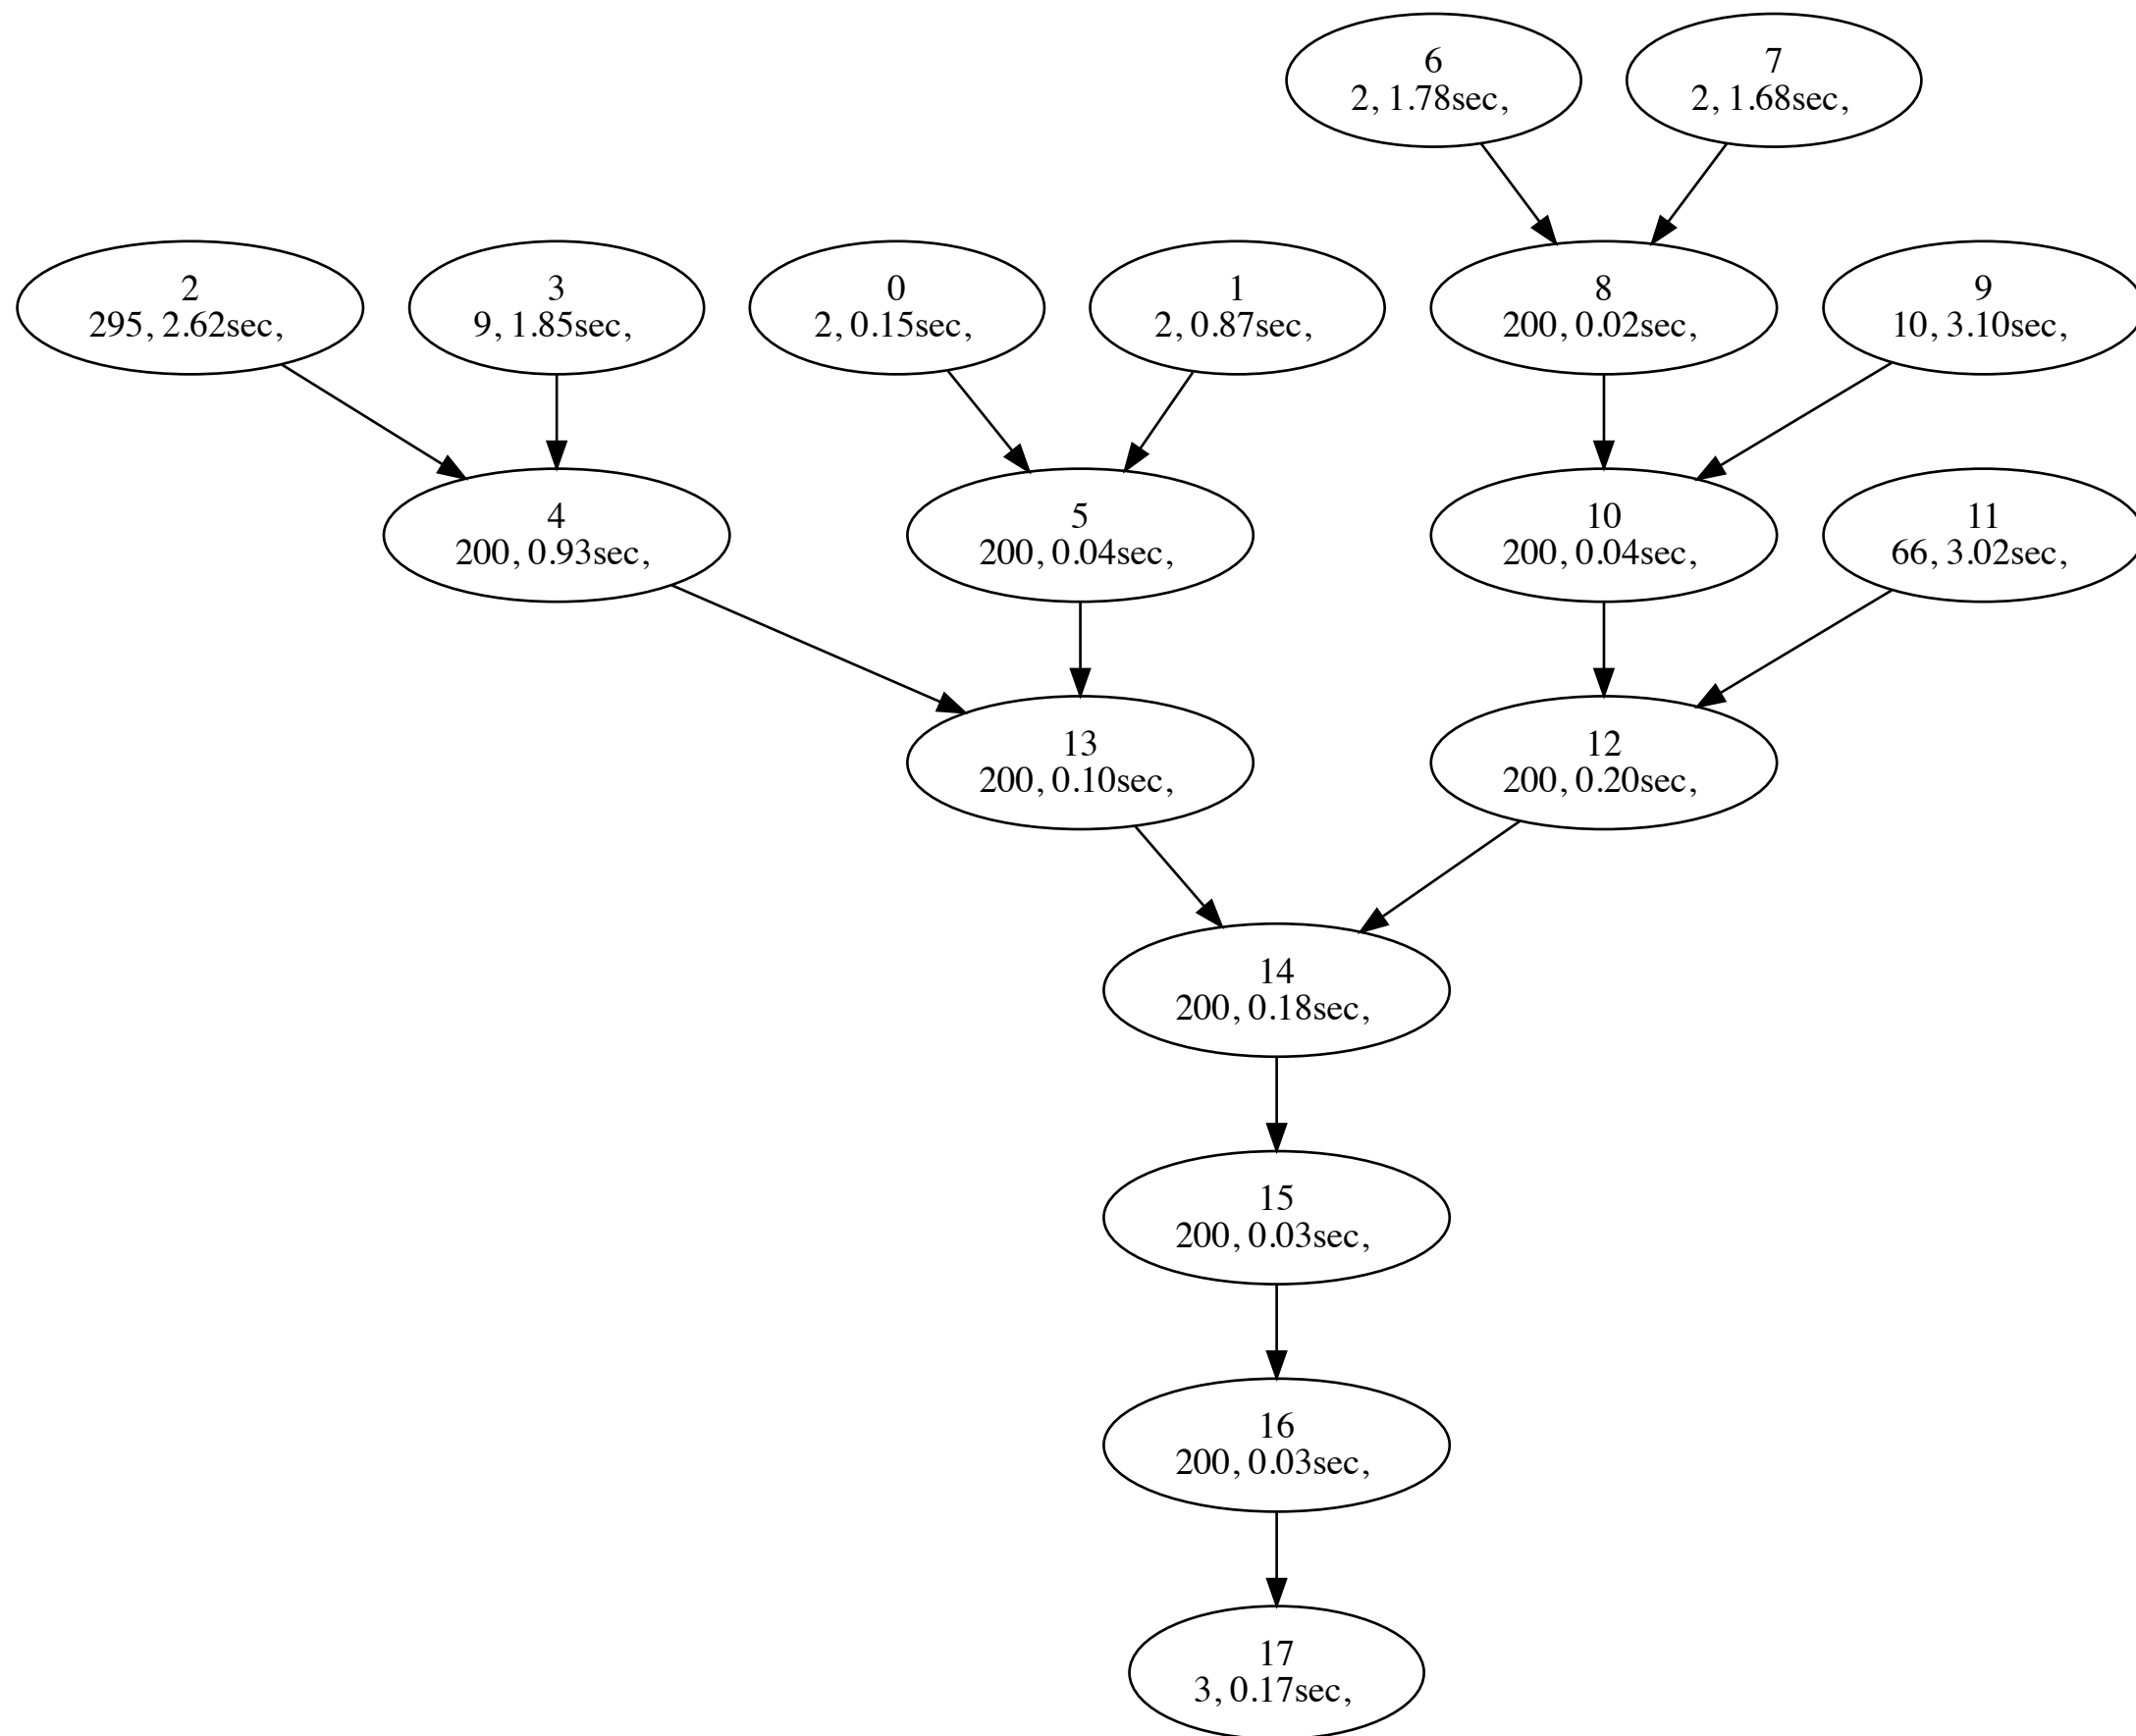 6
2, 1.78sec,
7
2, 1.68sec,
2
295, 2.62sec,
3
9, 1.85sec,
0
2, 0.15sec,
1
2, 0.87sec,
8
200, 0.02sec,
9
10, 3.10sec,
4
200, 0.93sec,
5
200, 0.04sec,
10
200, 0.04sec,
11
66, 3.02sec,
13
200, 0.10sec,
12
200, 0.20sec,
14
200, 0.18sec,
15
200, 0.03sec,
16
200, 0.03sec,
17
3, 0.17sec,